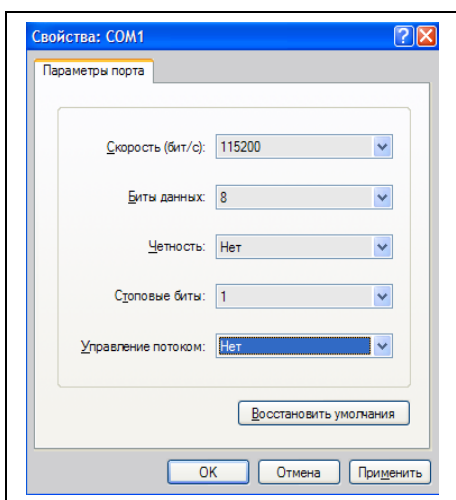 Свойства: COM1
Параметры порта
Скорость (бит/с): 115200
Биты данных: 8
Четность: Нет
Стоповые биты: 1
Управление потоком: Нет
Восстановить умолчания
OK Отмена Применить